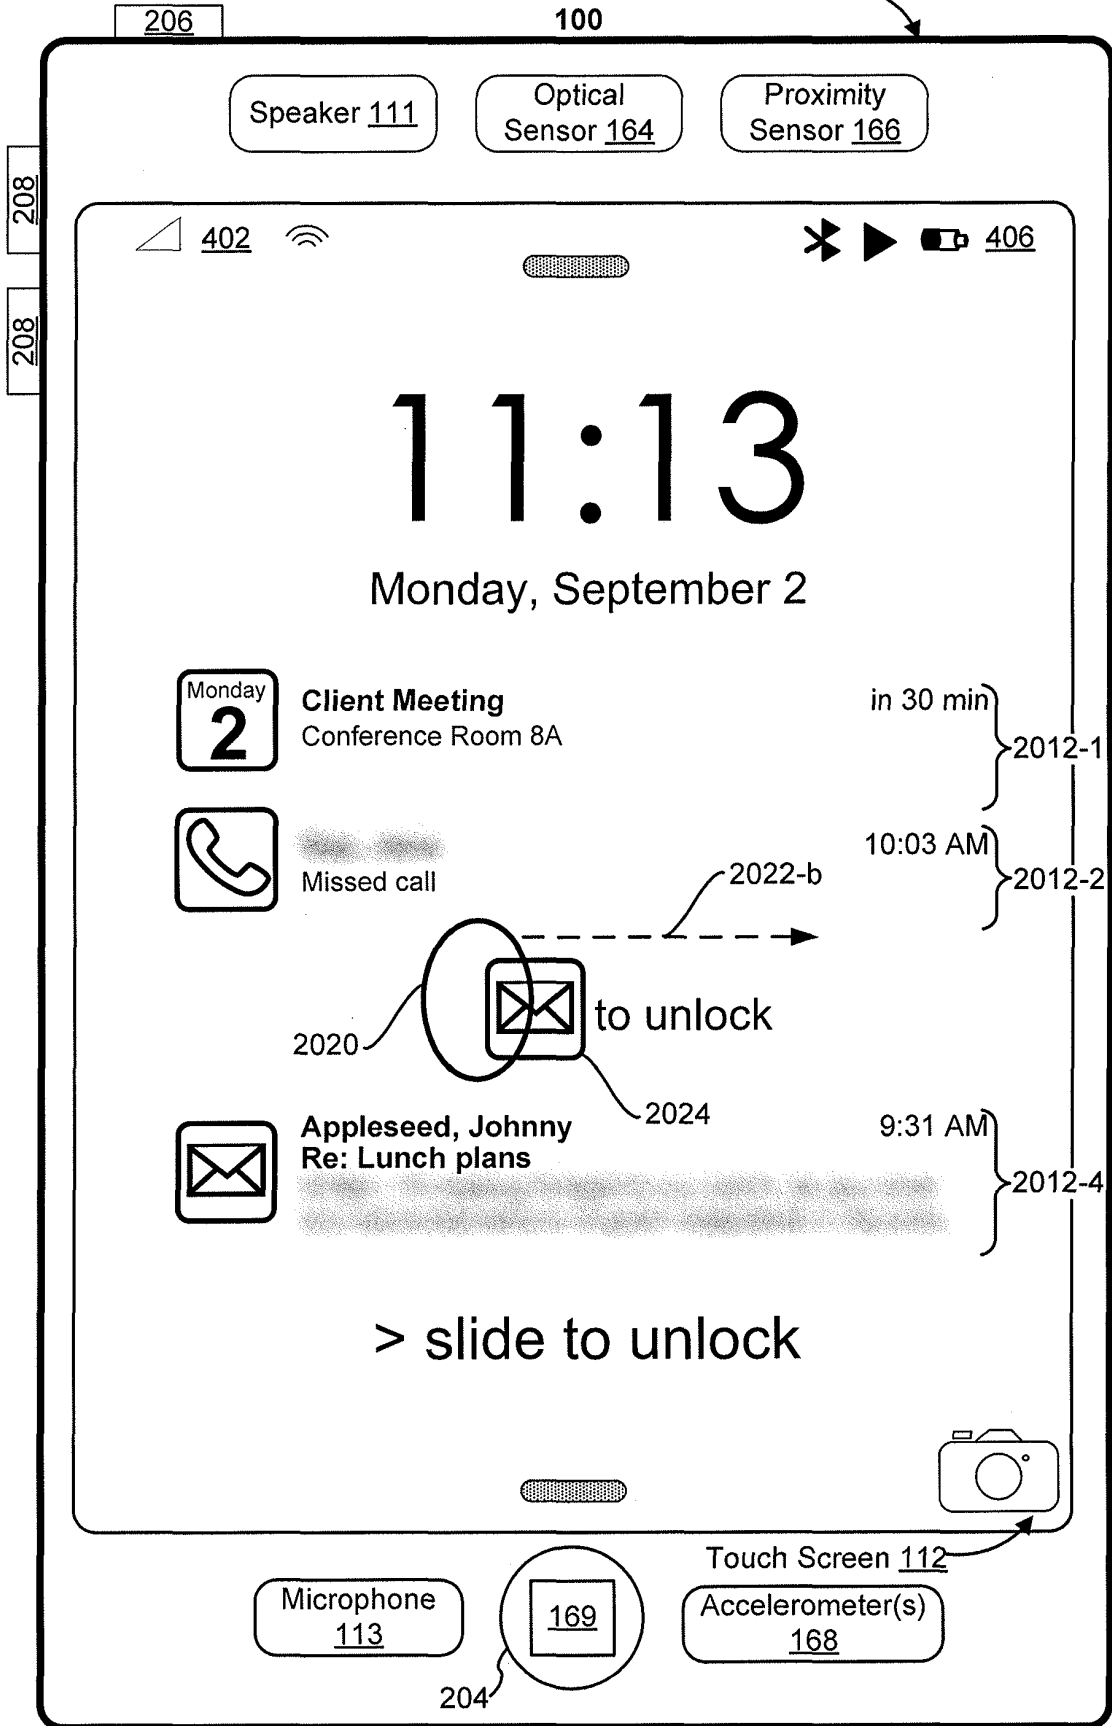 206
100
Speaker 111
Optical
Sensor 164
Proximity
Sensor 166
208
208
402
406
11:13
Monday, September 2
Monday
2
Client Meeting
Conference Room 8A
in 30 min
2012-1
Missed call
10:03 AM
2012-2
2022-b
to unlock
2020
2024
Appleseed, Johnny
Re: Lunch plans
9:31 AM
2012-4
> slide to unlock
Touch Screen 112
Microphone
113
169
Accelerometer(s)
168
204